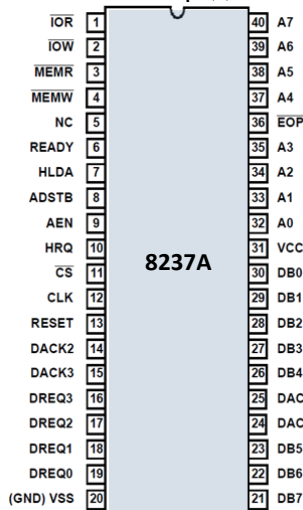 IOR 1 40 A7
IOW 2 39 A6
MEMR 3 38 A5
MEMW 4 37 A4
NC 5 36 EOP
READY 6 35 A3
HLDA 7 34 A2
ADSTB 8 33 A1
AEN 9 32 A0
HRQ 10 31 VCC
8237A
CS 11 30 DB0
CLK 12 29 DB1
RESET 13 28 DB2
DACK2 14 27 DB3
DACK3 15 26 DB4
DREQ3 16 25 DAC
DREQ2 17 24 DAC
DREQ1 18 23 DB5
DREQ0 19 22 DB6
(GND) VSS 20 21 DB7